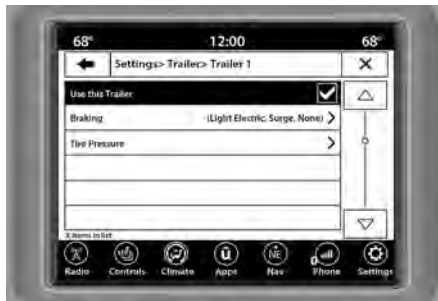 68° 12:00 68°
Settings> Trailer> Trailer 1
Use this Trailer
Braking (Light Electric, Surge, None)
Tire Pressure
X items in list
Radio Controls Climate Apps Nav Phone Settings